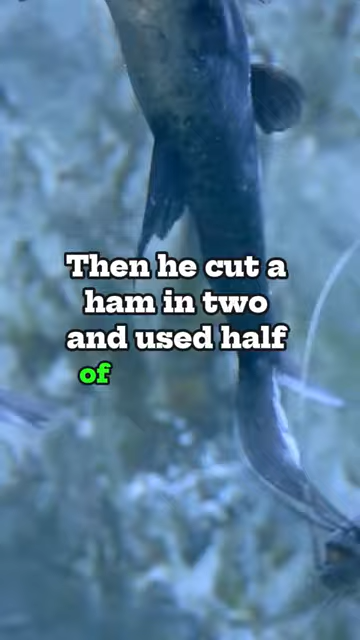 Then he cut a
ham in two
and used half
of